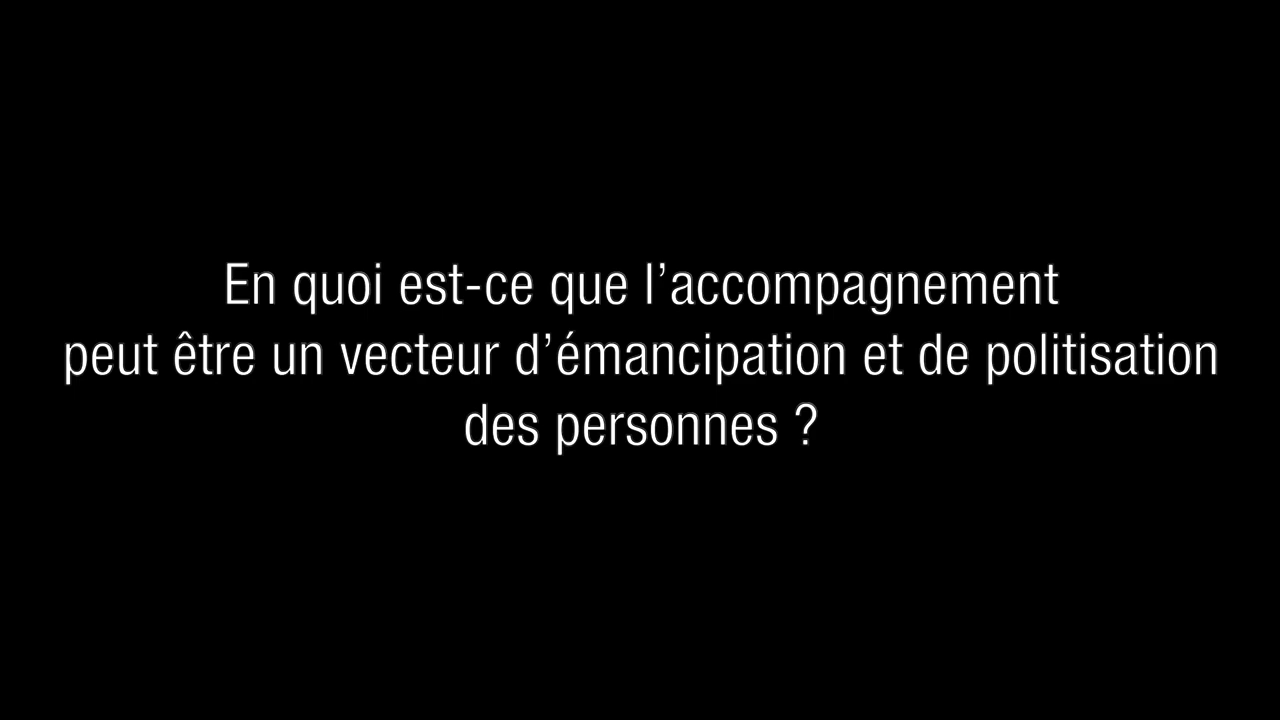 En quoi est-ce que l’accompagnement
peut être un vecteur d’émancipation et de politisation
des personnes ?